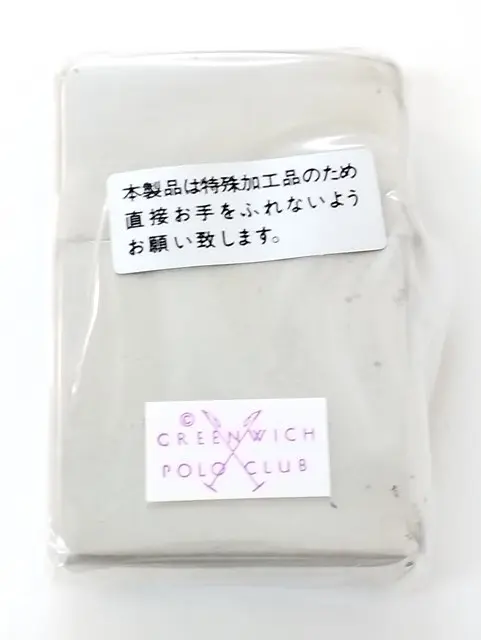 本製品は特殊加工品のため
直接お手をふれないよう
お願い致します。
©
GREENWICH
POLO CLUB